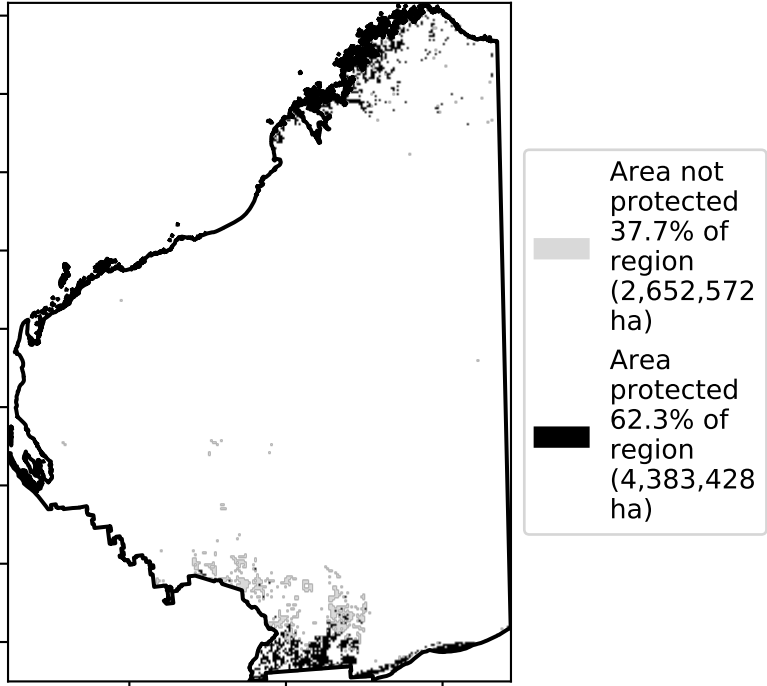 Area not
protected
37.7% of
region
(2,652,572
ha)
Area
protected
62.3% of
region
(4,383,428
ha)